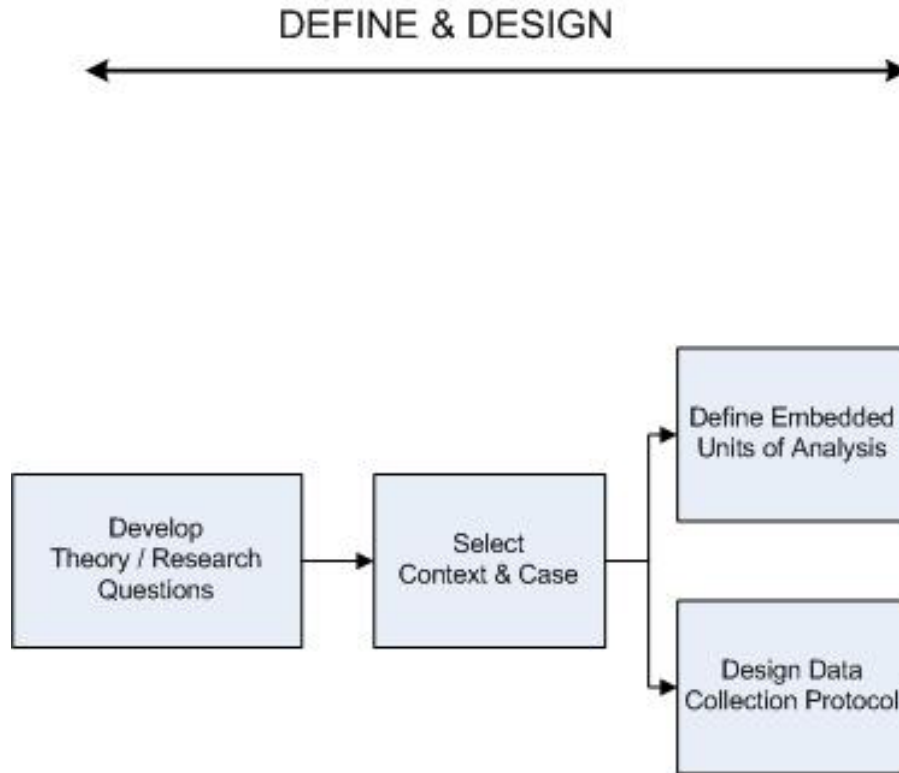 DEFINE & DESIGN
Develop
Theory / Research
Questions
Select
Context & Case
Define Embedded
Units of Analysis
Design Data
Collection Protocol